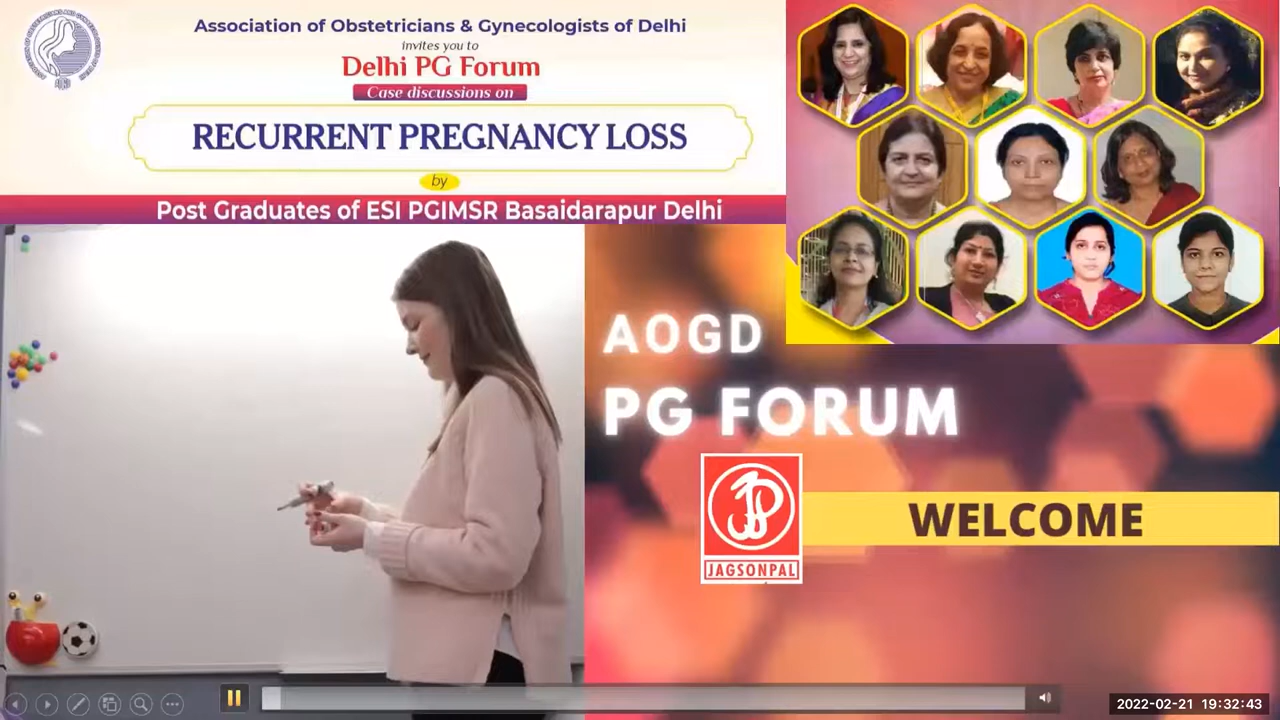 Association of Obstetricians & Gynecologists of Delhi
invites you to
Delhi PG Forum
Case discussions on
RECURRENT PREGNANCY LOSS
by
Post Graduates of ESI PGIMSR Basaidarapur Delhi
AOGD
PG FORUM
WELCOME
JAGSONPAL
2022-02-21 19:32:43